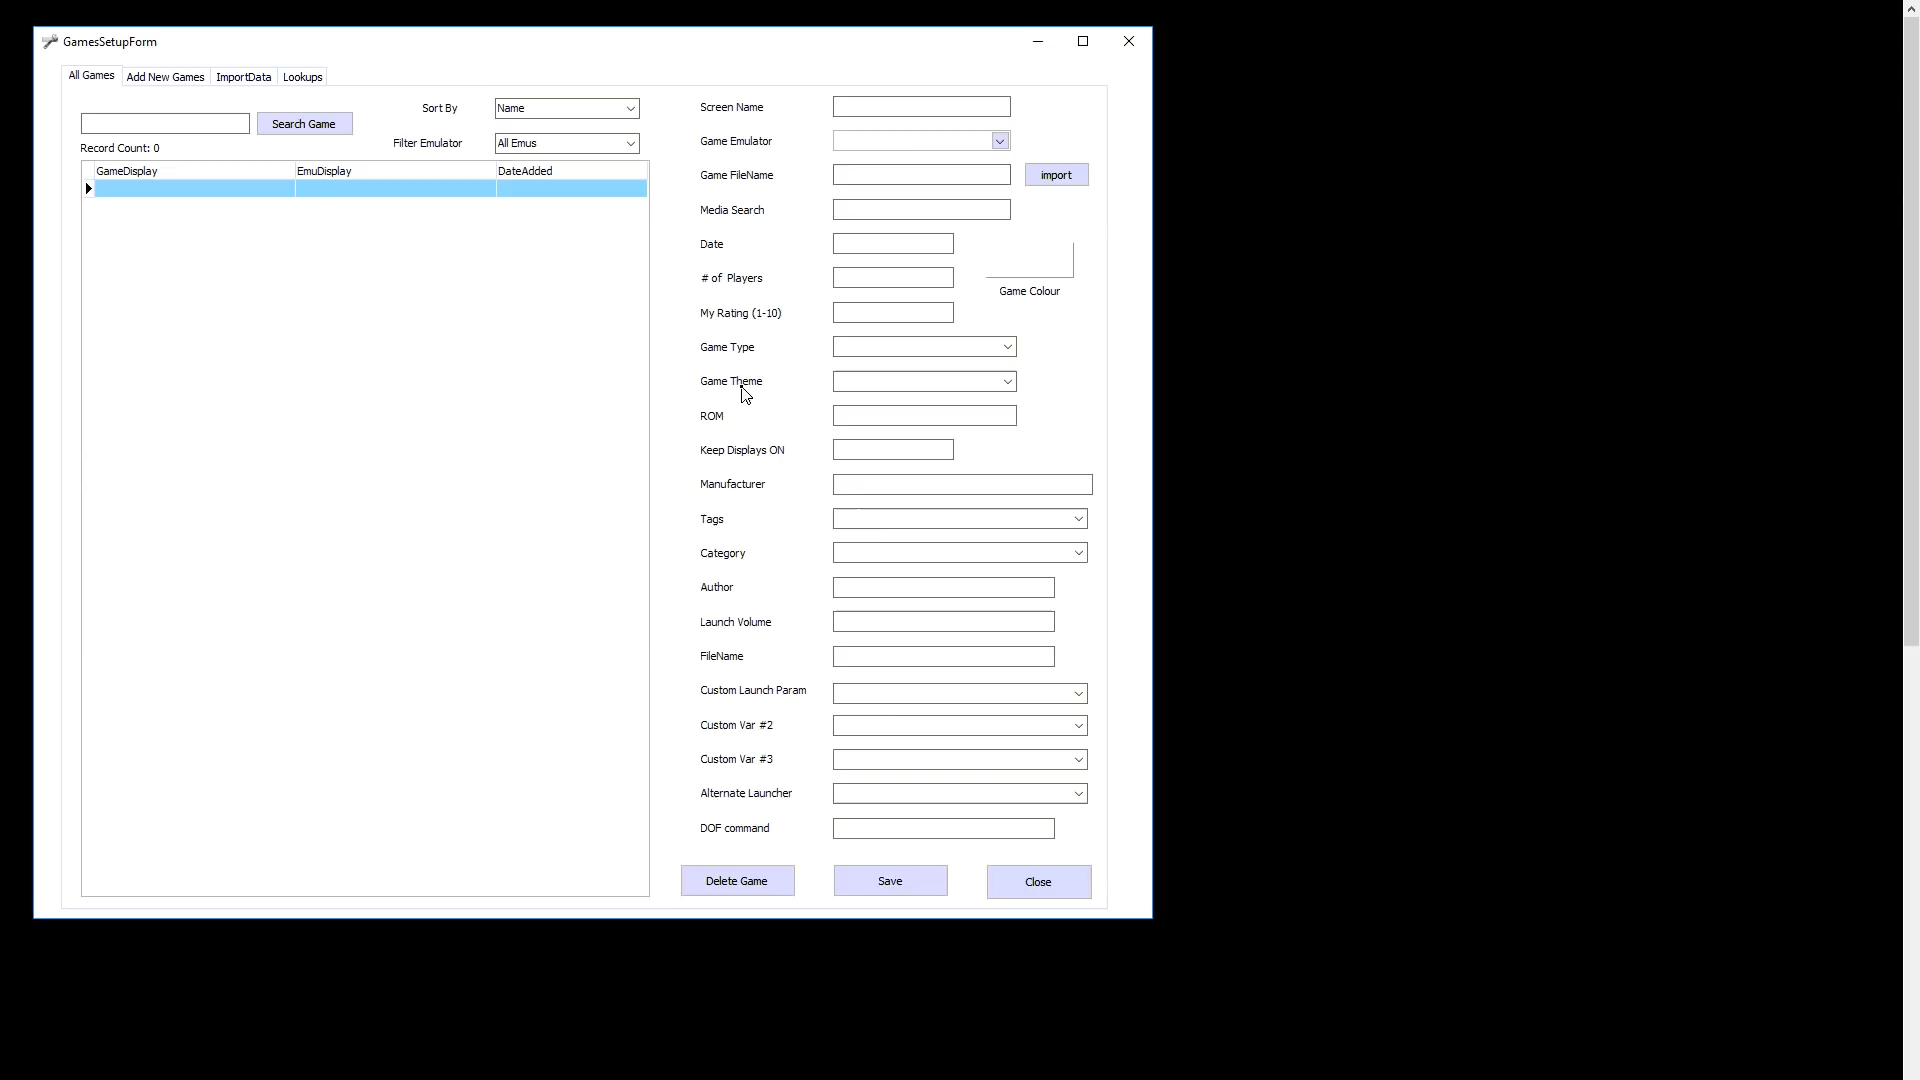 GamesSetupForm
All Games Add New Games ImportData Lookups
Search Game
Record Count: 0
Sort By Name
Filter Emulator All Emus
GameDisplay EmuDisplay DateAdded
Screen Name
Game Emulator
Game FileName import
Media Search
Date
# of Players
Game Colour
My Rating (1-10)
Game Type
Game Theme
ROM
Keep Displays ON
Manufacturer
Tags
Category
Author
Launch Volume
FileName
Custom Launch Param
Custom Var #2
Custom Var #3
Alternate Launcher
DOF command
Delete Game Save Close